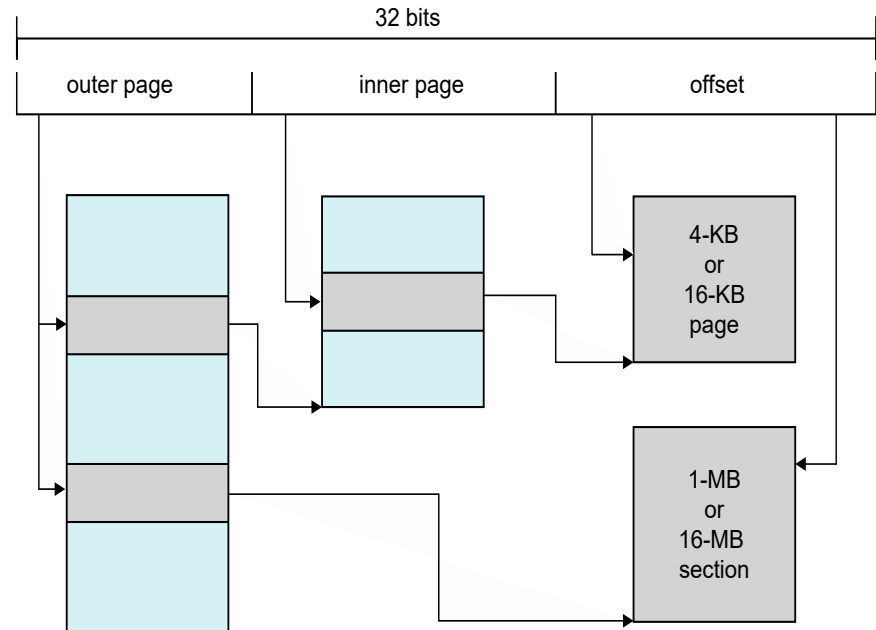 32 bits
outer page
inner page
offset
4-KB
or
16-KB
page
1-MB
or
16-MB
section